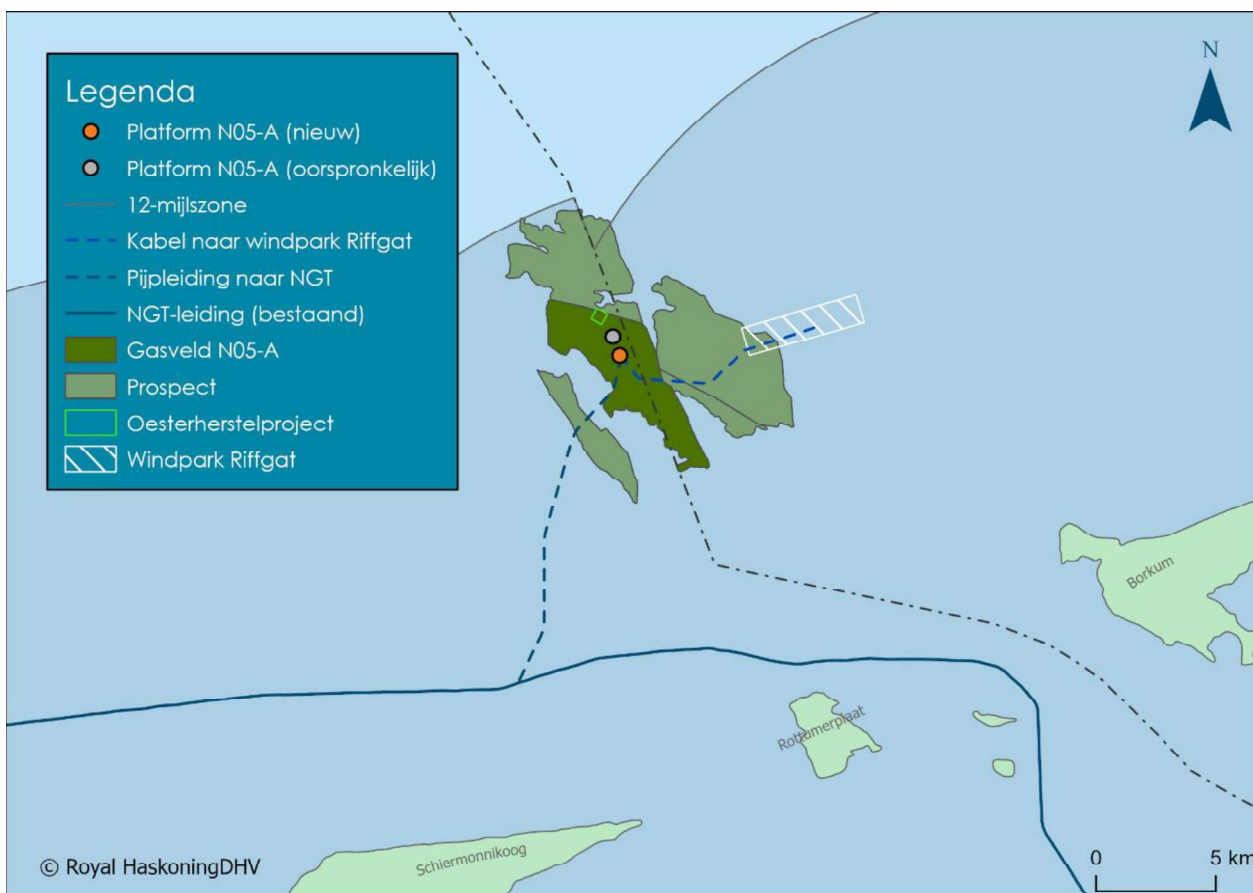 N
Legenda
Platform N05-A (nieuw)
Platform N05-A (oorspronkelijk)
12-mijlszone
Kabel naar windpark Riffgat
Pijpleiding naar NGT
NGT-leiding (bestaand)
Gasveld N05-A
Prospect
Oesterherstelproject
Windpark Riffgat
Borkum
Rottumerplaat
Schiermonnikoog
© Royal HaskoningDHV
0 5 km